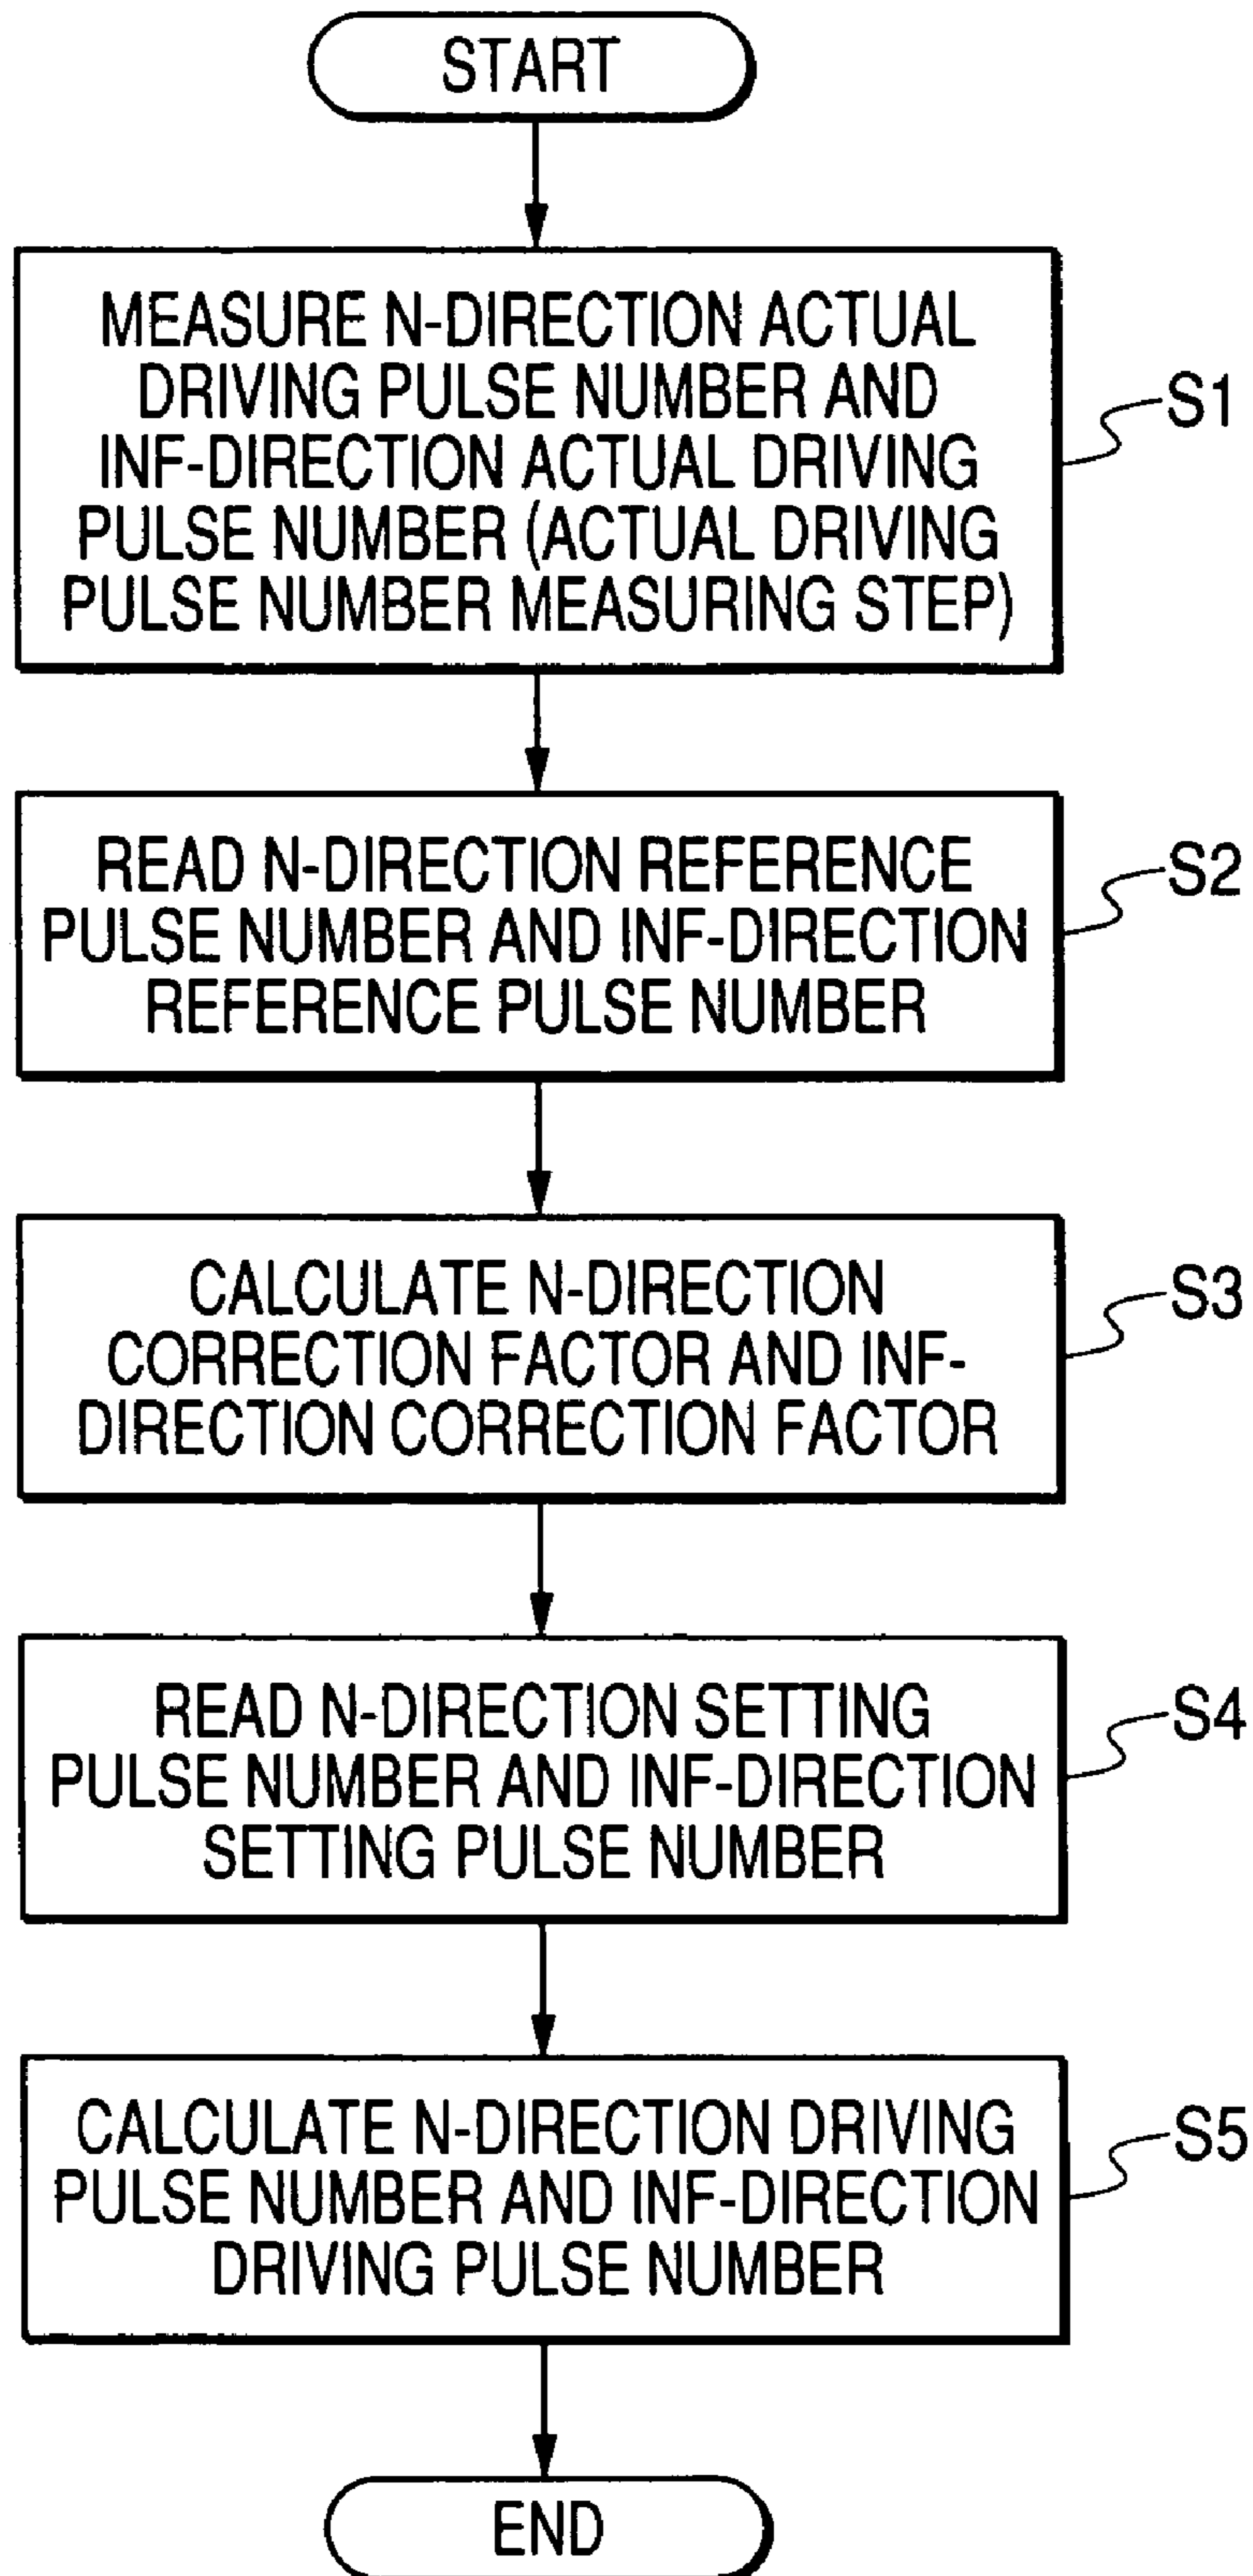 START
MEASURE N-DIRECTION ACTUAL
DRIVING PULSE NUMBER AND
INF-DIRECTION ACTUAL DRIVING
PULSE NUMBER (ACTUAL DRIVING
PULSE NUMBER MEASURING STEP)
S1
READ N-DIRECTION REFERENCE
PULSE NUMBER AND INF-DIRECTION
REFERENCE PULSE NUMBER
S2
CALCULATE N-DIRECTION
CORRECTION FACTOR AND INF-
DIRECTION CORRECTION FACTOR
S3
READ N-DIRECTION SETTING
PULSE NUMBER AND INF-DIRECTION
SETTING PULSE NUMBER
S4
CALCULATE N-DIRECTION DRIVING
PULSE NUMBER AND INF-DIRECTION
DRIVING PULSE NUMBER
S5
END